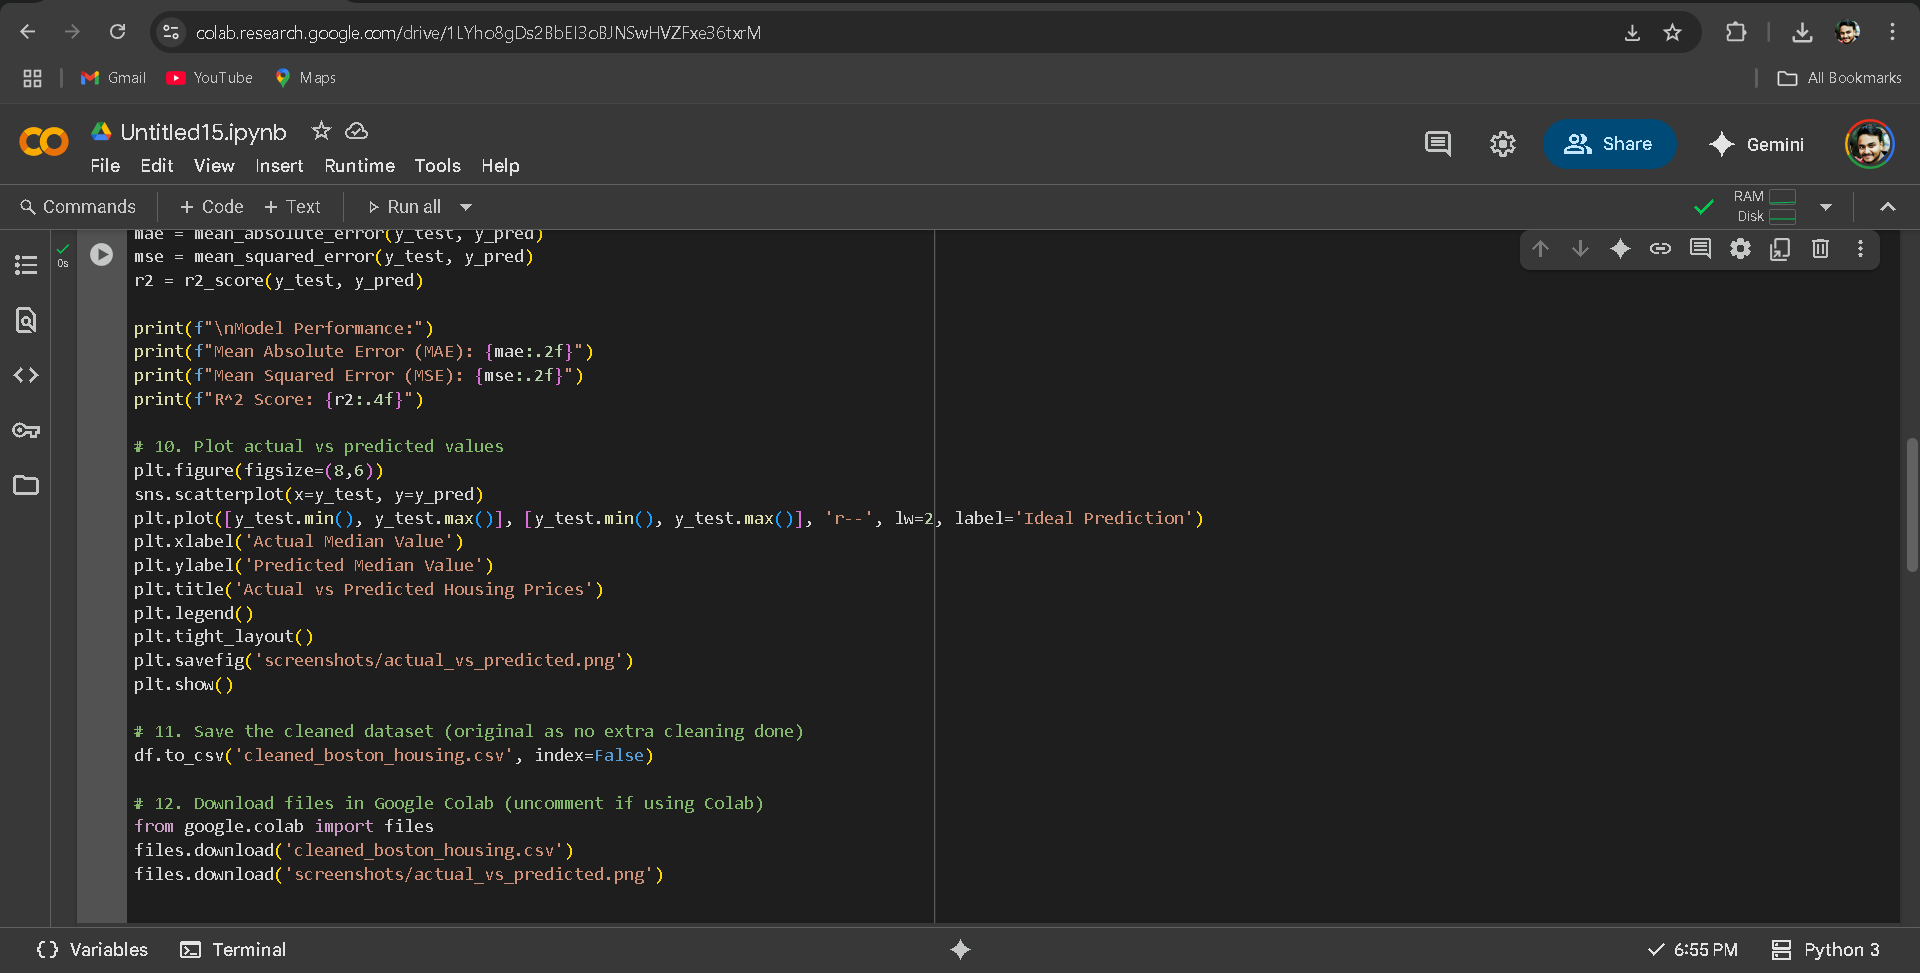 colab.research.google.com/drive/1LYho8gDs2BbEI3oBJNSwHVZFxe36txrM
Gmail YouTube Maps All Bookmarks
CO Untitled15.ipynb
File Edit View Insert Runtime Tools Help
Share Gemini
Commands + Code + Text Run all RAM Disk
0s
mae = mean_absolute_error(y_test, y_pred)
mse = mean_squared_error(y_test, y_pred)
r2 = r2_score(y_test, y_pred)
print(f"\nModel Performance:")
print(f"Mean Absolute Error (MAE): {mae:.2f}")
print(f"Mean Squared Error (MSE): {mse:.2f}")
print(f"R^2 Score: {r2:.4f}")
# 10. Plot actual vs predicted values
plt.figure(figsize=(8,6))
sns.scatterplot(x=y_test, y=y_pred)
plt.plot([y_test.min(), y_test.max()], [y_test.min(), y_test.max()], 'r--', lw=2, label='Ideal Prediction')
plt.xlabel('Actual Median Value')
plt.ylabel('Predicted Median Value')
plt.title('Actual vs Predicted Housing Prices')
plt.legend()
plt.tight_layout()
plt.savefig('screenshots/actual_vs_predicted.png')
plt.show()
# 11. Save the cleaned dataset (original as no extra cleaning done)
df.to_csv('cleaned_boston_housing.csv', index=False)
# 12. Download files in Google Colab (uncomment if using Colab)
from google.colab import files
files.download('cleaned_boston_housing.csv')
files.download('screenshots/actual_vs_predicted.png')
{} Variables Terminal 6:55 PM Python 3